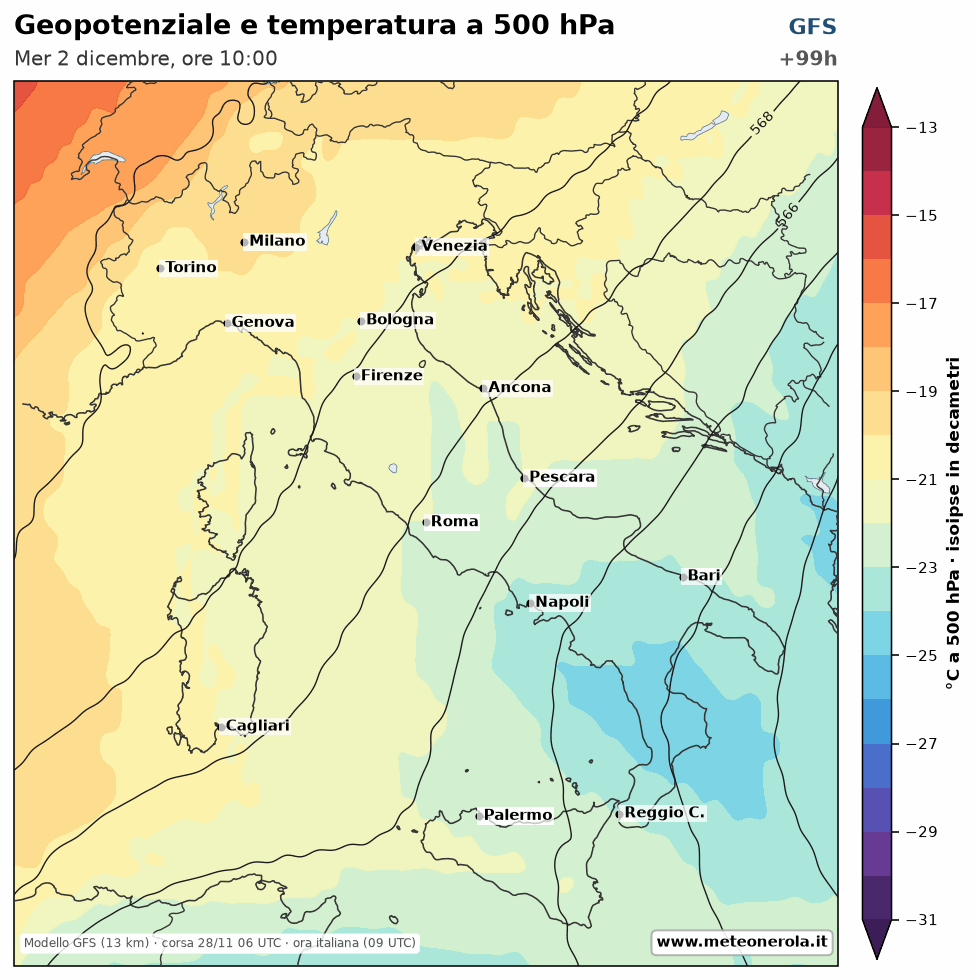 Geopotenziale e temperatura a 500 hPa
GFS
Mer 2 dicembre, ore 10:00
+99h
568
566
Milano
Venezia
Torino
Genova
Bologna
Firenze
Ancona
Pescara
Roma
Bari
Napoli
Cagliari
Palermo
Reggio C.
−13
−15
−17
−19
−21
−23
−25
−27
−29
−31
°C a 500 hPa · isoipse in decametri
Modello GFS (13 km) · corsa 28/11 06 UTC · ora italiana (09 UTC)
www.meteonerola.it